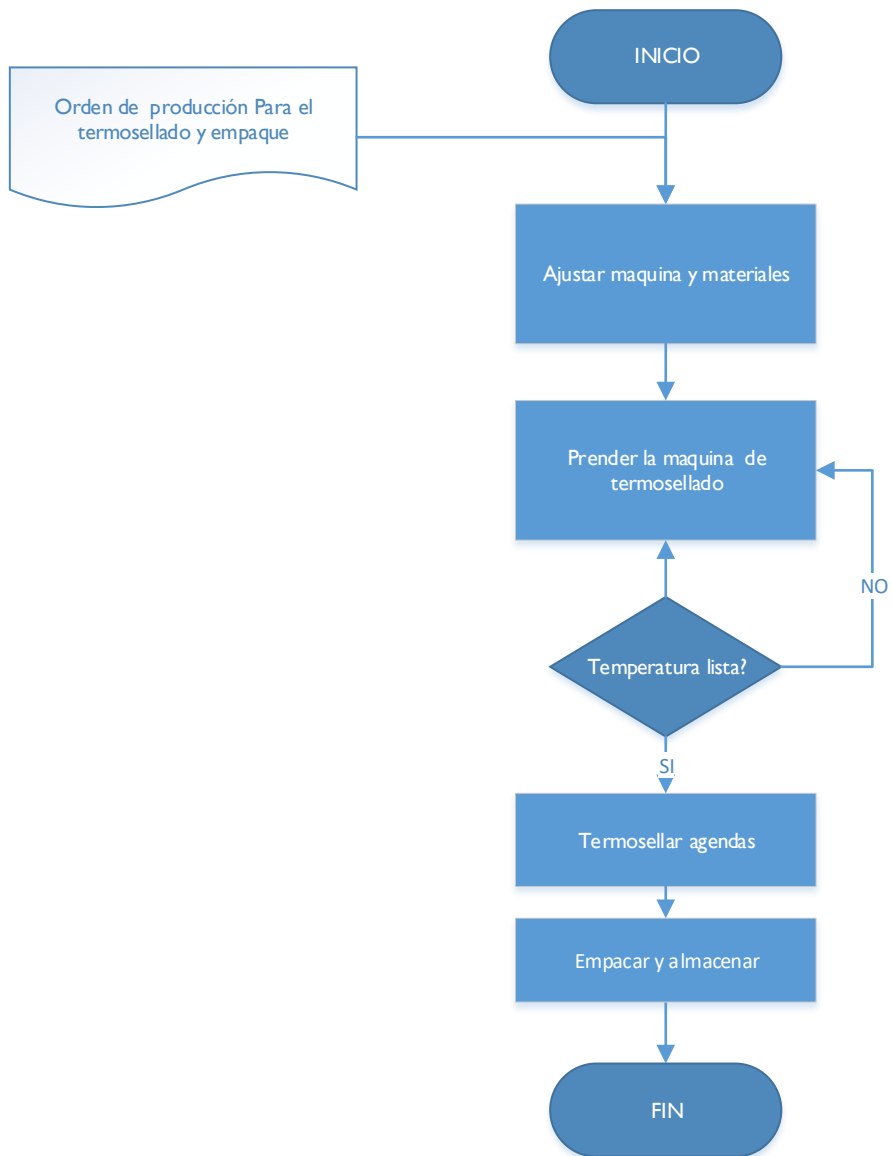 INICIO
Orden de producción Para el
termosellado y empaque
Ajustar maquina y materiales
Prender la maquina de
termosellado
NO
Temperatura lista?
SI
Termosellar agendas
Empacar y almacenar
FIN